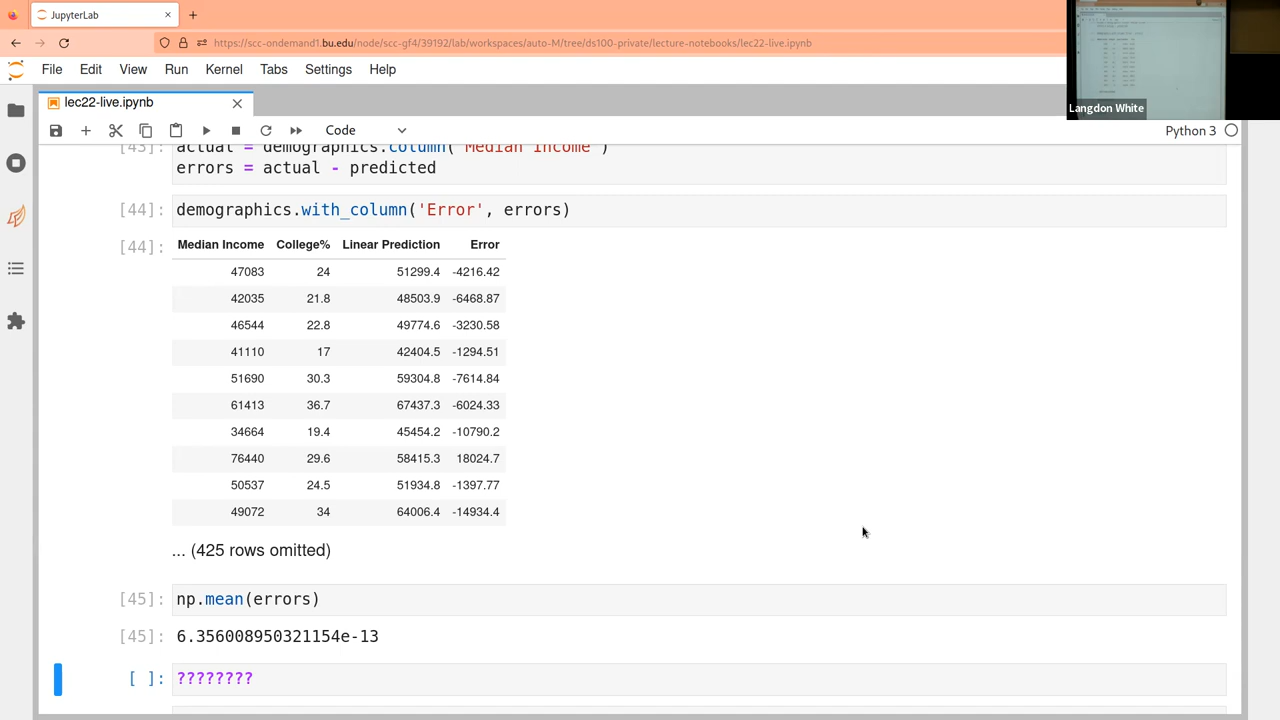 JupyterLab
https://scc-ondemand1.bu.edu/node/scc-gf4/39192/lab/workspaces/auto-M/tree/ds100-private/lecture-notebooks/lec22-live.ipynb
File Edit View Run Kernel Tabs Settings Help
Langdon White
lec22-live.ipynb
Code
Python 3
[43]: actual = demographics.column('Median Income')
errors = actual - predicted
[44]: demographics.with_column('Error', errors)
[44]: Median Income College% Linear Prediction Error
47083 24 51299.4 -4216.42
42035 21.8 48503.9 -6468.87
46544 22.8 49774.6 -3230.58
41110 17 42404.5 -1294.51
51690 30.3 59304.8 -7614.84
61413 36.7 67437.3 -6024.33
34664 19.4 45454.2 -10790.2
76440 29.6 58415.3 18024.7
50537 24.5 51934.8 -1397.77
49072 34 64006.4 -14934.4
... (425 rows omitted)
[45]: np.mean(errors)
[45]: 6.356008950321154e-13
[ ]: ????????